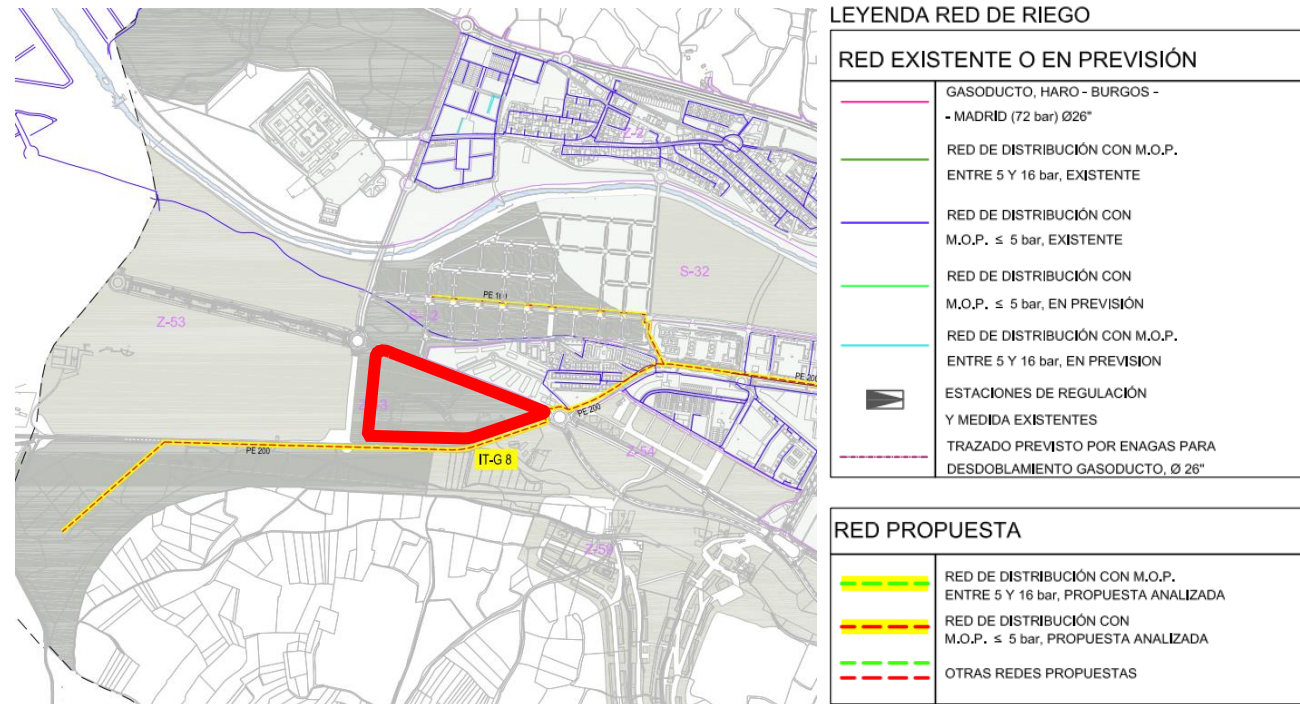 Z-2
S-32
Z-53
PE 200
PE 200
PE 200
IT-G 8
Z-54
Z-59
LEYENDA RED DE RIEGO
RED EXISTENTE O EN PREVISIÓN
GASODUCTO, HARO - BURGOS -
- MADRID (72 bar) Ø26"
RED DE DISTRIBUCIÓN CON M.O.P.
ENTRE 5 Y 16 bar, EXISTENTE
RED DE DISTRIBUCIÓN CON
M.O.P. ≤ 5 bar, EXISTENTE
RED DE DISTRIBUCIÓN CON
M.O.P. ≤ 5 bar, EN PREVISIÓN
RED DE DISTRIBUCIÓN CON M.O.P.
ENTRE 5 Y 16 bar, EN PREVISION
ESTACIONES DE REGULACIÓN
Y MEDIDA EXISTENTES
TRAZADO PREVISTO POR ENAGAS PARA
DESDOBLAMIENTO GASODUCTO, Ø 26"
RED PROPUESTA
RED DE DISTRIBUCIÓN CON M.O.P.
ENTRE 5 Y 16 bar, PROPUESTA ANALIZADA
RED DE DISTRIBUCIÓN CON
M.O.P. ≤ 5 bar, PROPUESTA ANALIZADA
OTRAS REDES PROPUESTAS